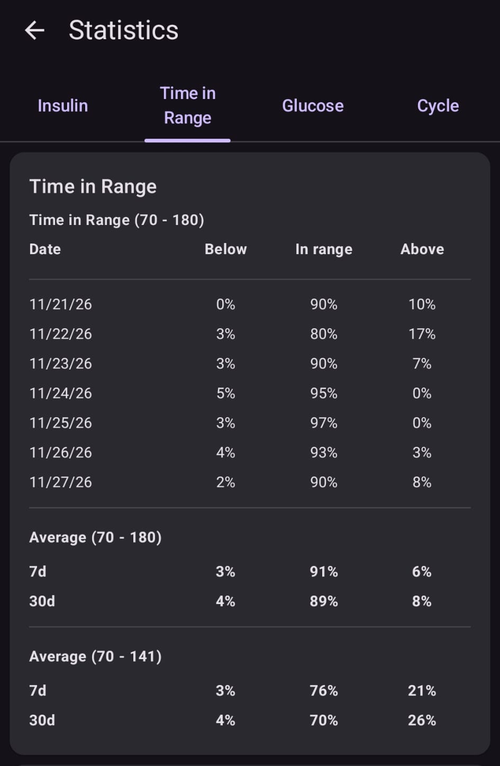 Statistics
Insulin Time in Range Glucose Cycle
Time in Range
Time in Range (70 - 180)
Date Below In range Above
11/21/26 0% 90% 10%
11/22/26 3% 80% 17%
11/23/26 3% 90% 7%
11/24/26 5% 95% 0%
11/25/26 3% 97% 0%
11/26/26 4% 93% 3%
11/27/26 2% 90% 8%
Average (70 - 180)
7d 3% 91% 6%
30d 4% 89% 8%
Average (70 - 141)
7d 3% 76% 21%
30d 4% 70% 26%